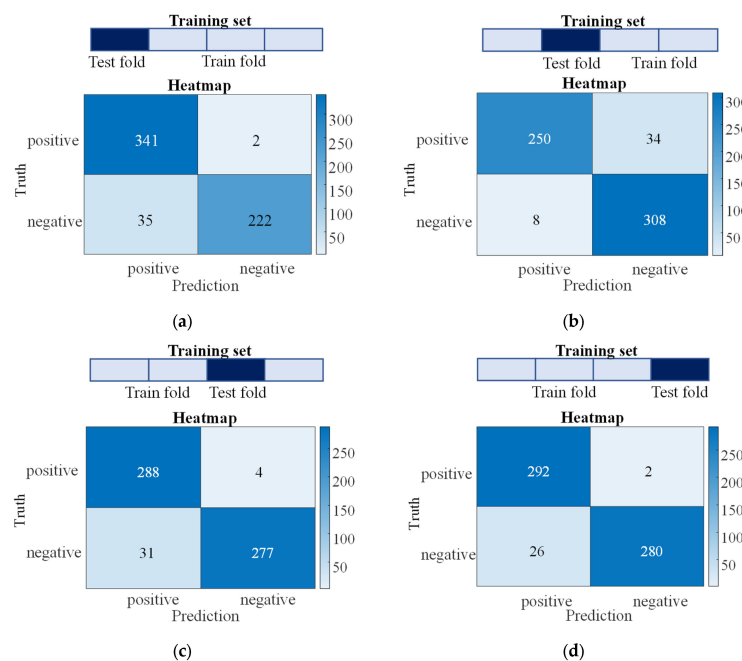 Training set
Test fold
Train fold
Heatmap
positive
341
2
300
250
200
150
100
50
Truth
negative
35
222
positive
negative
Prediction
(a)
Training set
Test fold
Train fold
Heatmap
positive
250
34
300
250
200
150
100
50
Truth
negative
8
308
positive
negative
Prediction
(b)
Training set
Train fold
Test fold
Heatmap
positive
288
4
250
200
150
100
50
Truth
negative
31
277
positive
negative
Prediction
(c)
Training set
Train fold
Test fold
Heatmap
positive
292
2
250
200
150
100
50
Truth
negative
26
280
positive
negative
Prediction
(d)